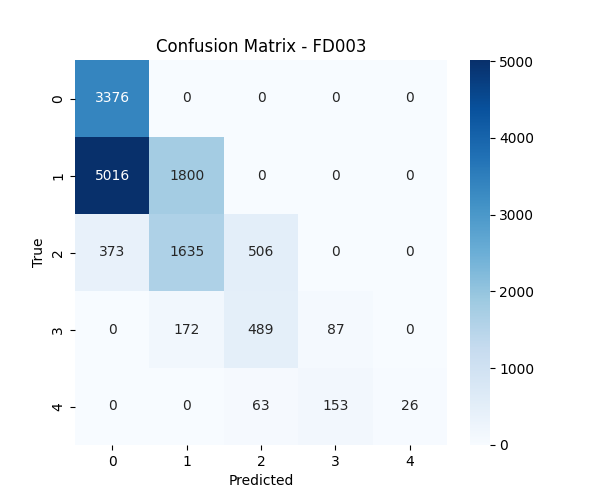 Confusion Matrix - FD003
0 3376 0 0 0 0
1 5016 1800 0 0 0
2 373 1635 506 0 0
3 0 172 489 87 0
4 0 0 63 153 26
0 1 2 3 4
True
Predicted
5000
4000
3000
2000
1000
0